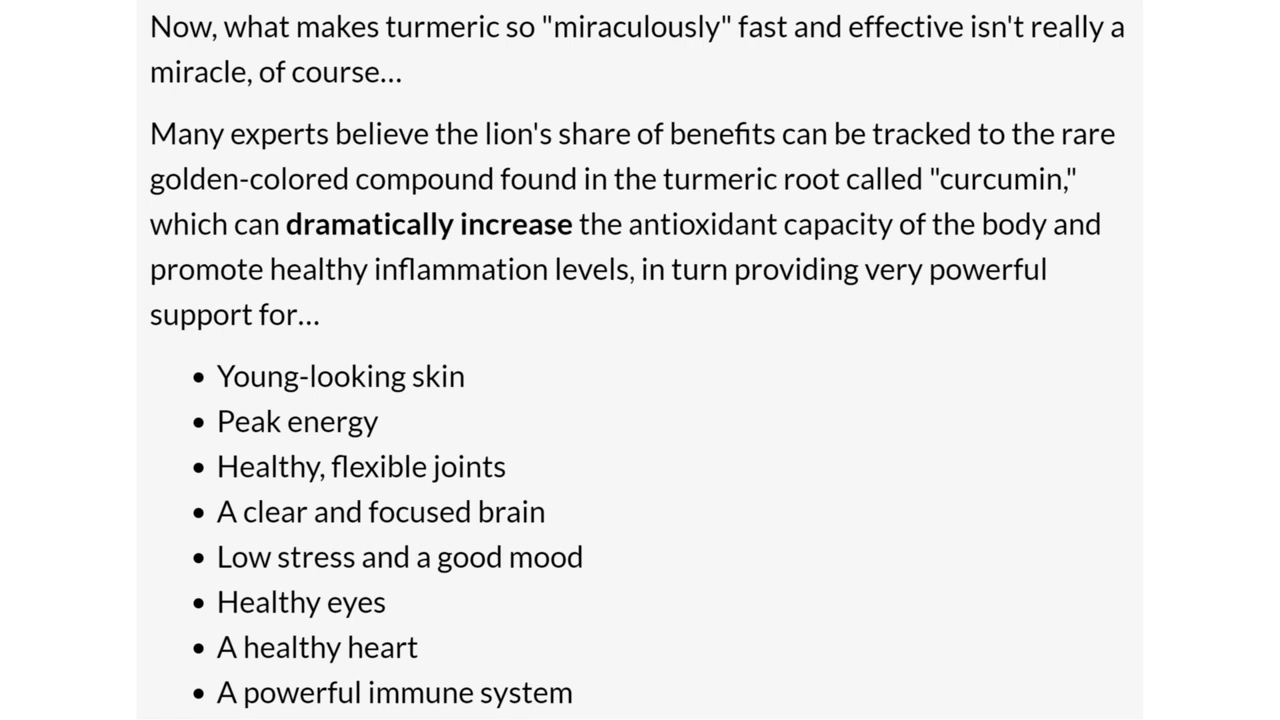 Now, what makes turmeric so "miraculously" fast and effective isn't really a
miracle, of course...
Many experts believe the lion's share of benefits can be tracked to the rare
golden-colored compound found in the turmeric root called "curcumin,"
which can dramatically increase the antioxidant capacity of the body and
promote healthy inflammation levels, in turn providing very powerful
support for...
• Young-looking skin
• Peak energy
• Healthy, flexible joints
• A clear and focused brain
• Low stress and a good mood
• Healthy eyes
• A healthy heart
• A powerful immune system